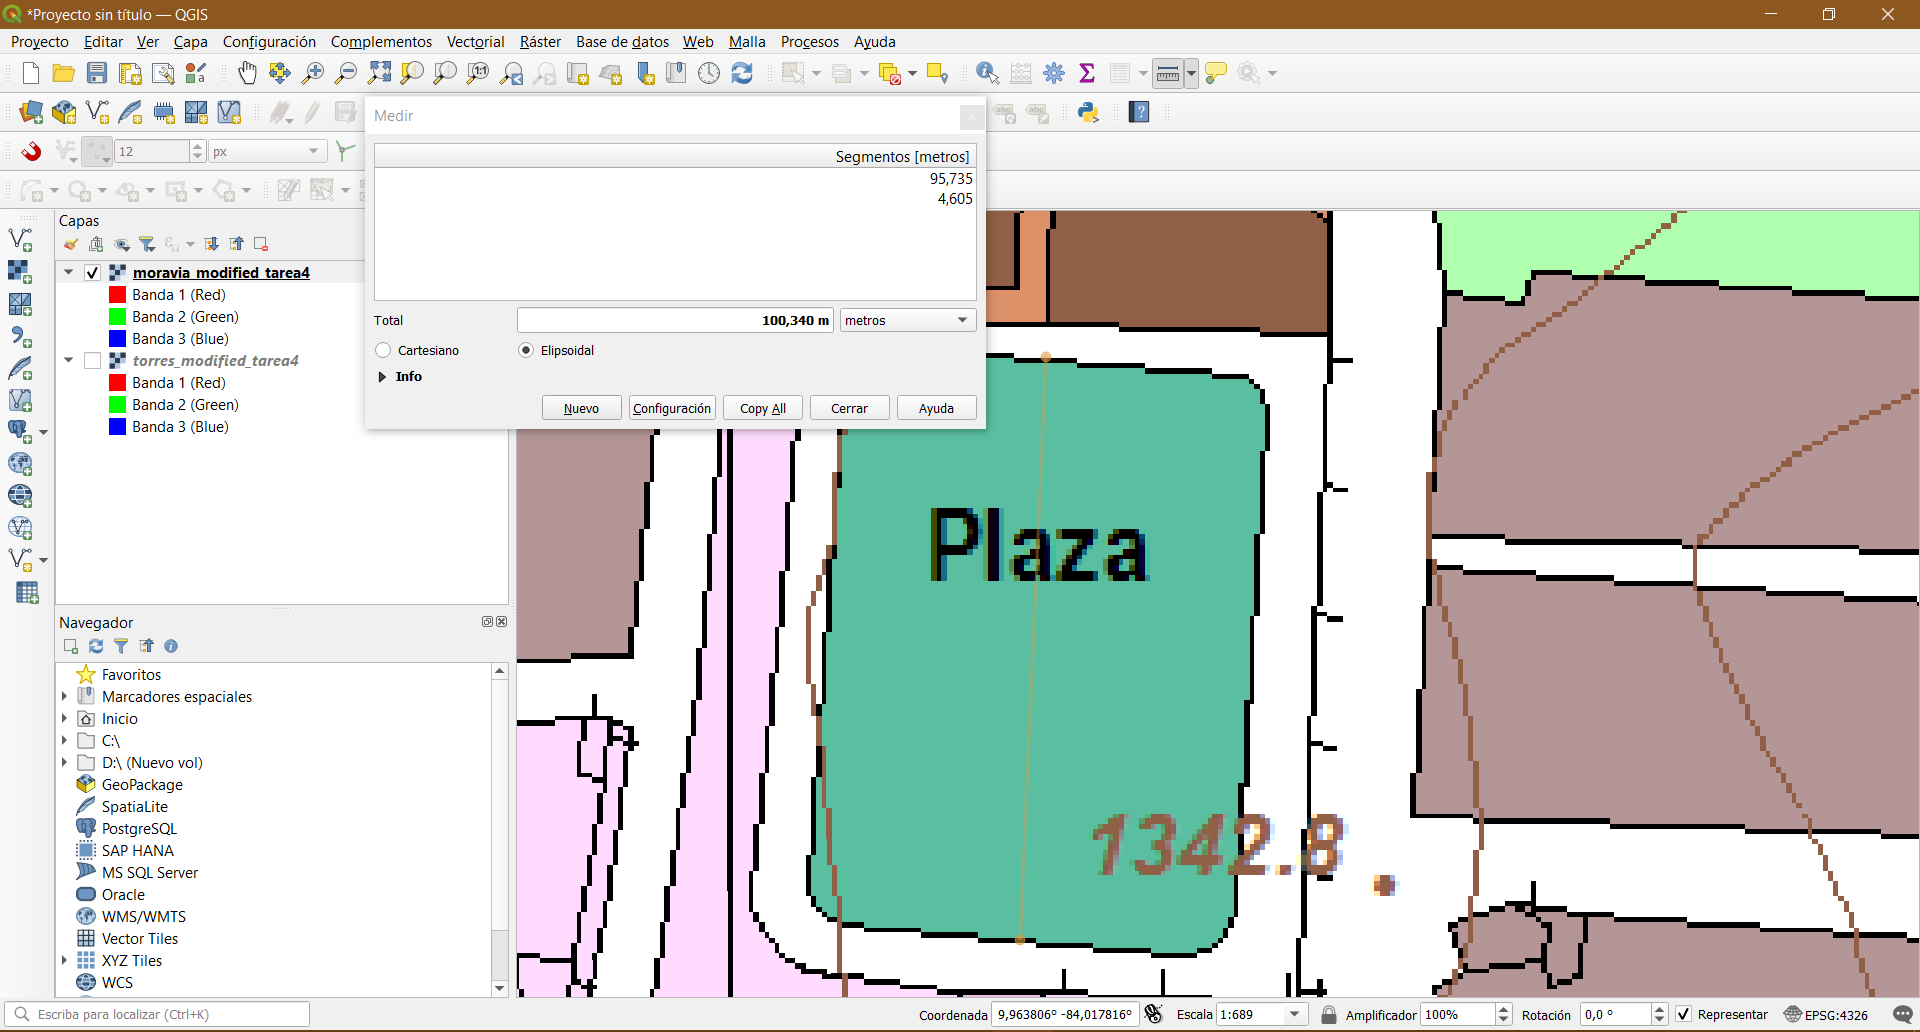 *Proyecto sin título — QGIS
Proyecto Editar Ver Capa Configuración Complementos Vectorial Ráster Base de datos Web Malla Procesos Ayuda
12 px
Medir
Segmentos [metros]
95,735
4,605
Total 100,340 m metros
Cartesiano Elipsoidal
Info
Nuevo Configuración Copy All Cerrar Ayuda
Capas
moravia_modified_tarea4
Banda 1 (Red)
Banda 2 (Green)
Banda 3 (Blue)
torres_modified_tarea4
Banda 1 (Red)
Banda 2 (Green)
Banda 3 (Blue)
Plaza
1342.8
Navegador
Favoritos
Marcadores espaciales
Inicio
C:\
D:\ (Nuevo vol)
GeoPackage
SpatiaLite
PostgreSQL
SAP HANA
MS SQL Server
Oracle
WMS/WMTS
Vector Tiles
XYZ Tiles
WCS
Escriba para localizar (Ctrl+K) Coordenada 9,963806° -84,017816° Escala 1:689 Amplificador 100% Rotación 0,0 ° Representar EPSG:4326